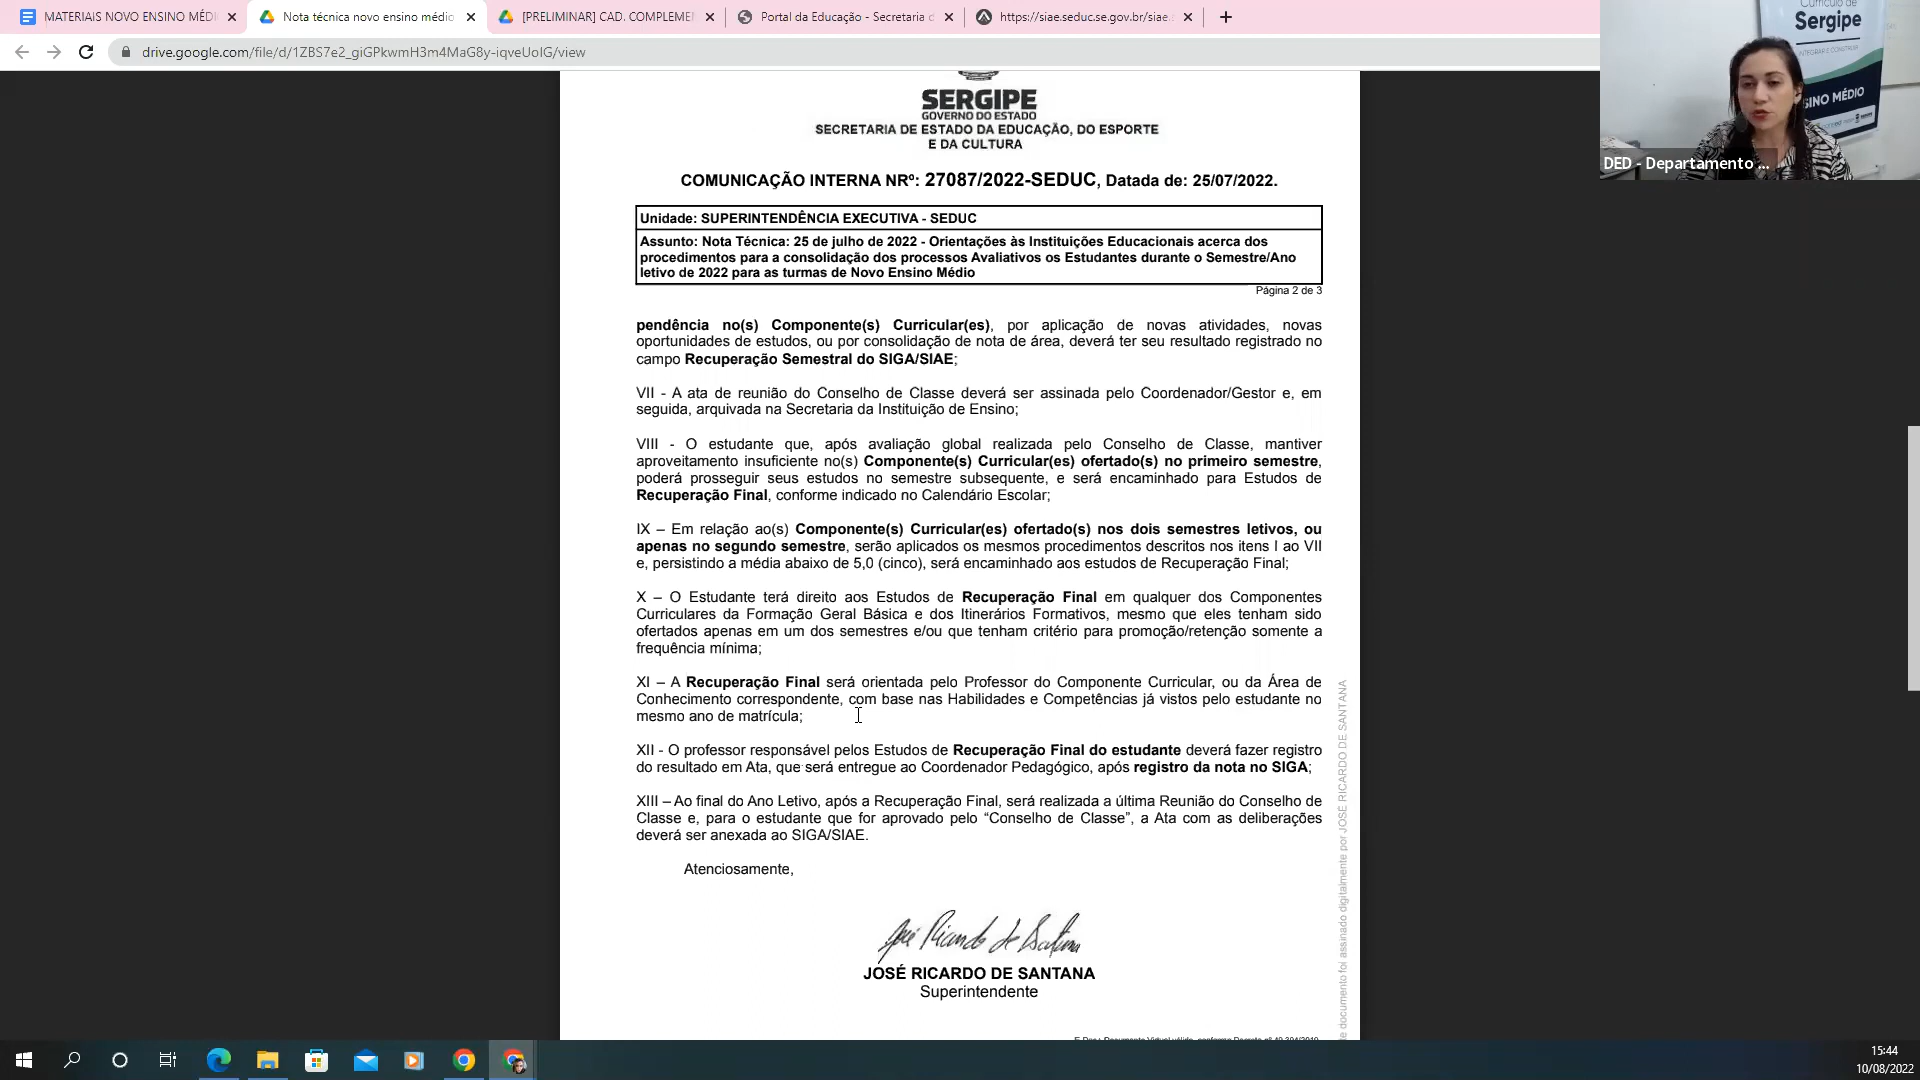 MATERIAIS NOVO ENSINO MÉDI
Nota técnica novo ensino médio
[PRELIMINAR] CAD. COMPLEME
Portal da Educação - Secretaria d
https://siae.seduc.se.gov.br/siae.
drive.google.com/file/d/1ZBS7e2_giGPkwmH3m4MaG8y-iqveUoIG/view
SERGIPE
GOVERNO DO ESTADO
SECRETARIA DE ESTADO DA EDUCAÇÃO, DO ESPORTE
E DA CULTURA
COMUNICAÇÃO INTERNA NRº: 27087/2022-SEDUC, Datada de: 25/07/2022.
Unidade: SUPERINTENDÊNCIA EXECUTIVA - SEDUC
Assunto: Nota Técnica: 25 de julho de 2022 - Orientações às Instituições Educacionais acerca dos
procedimentos para a consolidação dos processos Avaliativos os Estudantes durante o Semestre/Ano
letivo de 2022 para as turmas de Novo Ensino Médio
Página 2 de 3
pendência no(s) Componente(s) Curricular(es), por aplicação de novas atividades, novas
oportunidades de estudos, ou por consolidação de nota de área, deverá ter seu resultado registrado no
campo Recuperação Semestral do SIGA/SIAE;
VII - A ata de reunião do Conselho de Classe deverá ser assinada pelo Coordenador/Gestor e, em
seguida, arquivada na Secretaria da Instituição de Ensino;
VIII - O estudante que, após avaliação global realizada pelo Conselho de Classe, mantiver
aproveitamento insuficiente no(s) Componente(s) Curricular(es) ofertado(s) no primeiro semestre,
poderá prosseguir seus estudos no semestre subsequente, e será encaminhado para Estudos de
Recuperação Final, conforme indicado no Calendário Escolar;
IX – Em relação ao(s) Componente(s) Curricular(es) ofertado(s) nos dois semestres letivos, ou
apenas no segundo semestre, serão aplicados os mesmos procedimentos descritos nos itens I ao VII
e, persistindo a média abaixo de 5,0 (cinco), será encaminhado aos estudos de Recuperação Final;
X – O Estudante terá direito aos Estudos de Recuperação Final em qualquer dos Componentes
Curriculares da Formação Geral Básica e dos Itinerários Formativos, mesmo que eles tenham sido
ofertados apenas em um dos semestres e/ou que tenham critério para promoção/retenção somente a
frequência mínima;
XI – A Recuperação Final será orientada pelo Professor do Componente Curricular, ou da Área de
Conhecimento correspondente, com base nas Habilidades e Competências já vistos pelo estudante no
mesmo ano de matrícula;
XII - O professor responsável pelos Estudos de Recuperação Final do estudante deverá fazer registro
do resultado em Ata, que será entregue ao Coordenador Pedagógico, após registro da nota no SIGA;
XIII – Ao final do Ano Letivo, após a Recuperação Final, será realizada a última Reunião do Conselho de
Classe e, para o estudante que for aprovado pelo “Conselho de Classe”, a Ata com as deliberações
deverá ser anexada ao SIGA/SIAE.
Atenciosamente,
José Ricardo de Santana
JOSÉ RICARDO DE SANTANA
Superintendente
documento foi assinado digitalmente por JOSÉ RICARDO DE SANTANA
Currículo de
Sergipe
INTEGRAR E CONSTRUIR
INO MÉDIO
DED - Departamento ...
15:44
10/08/2022